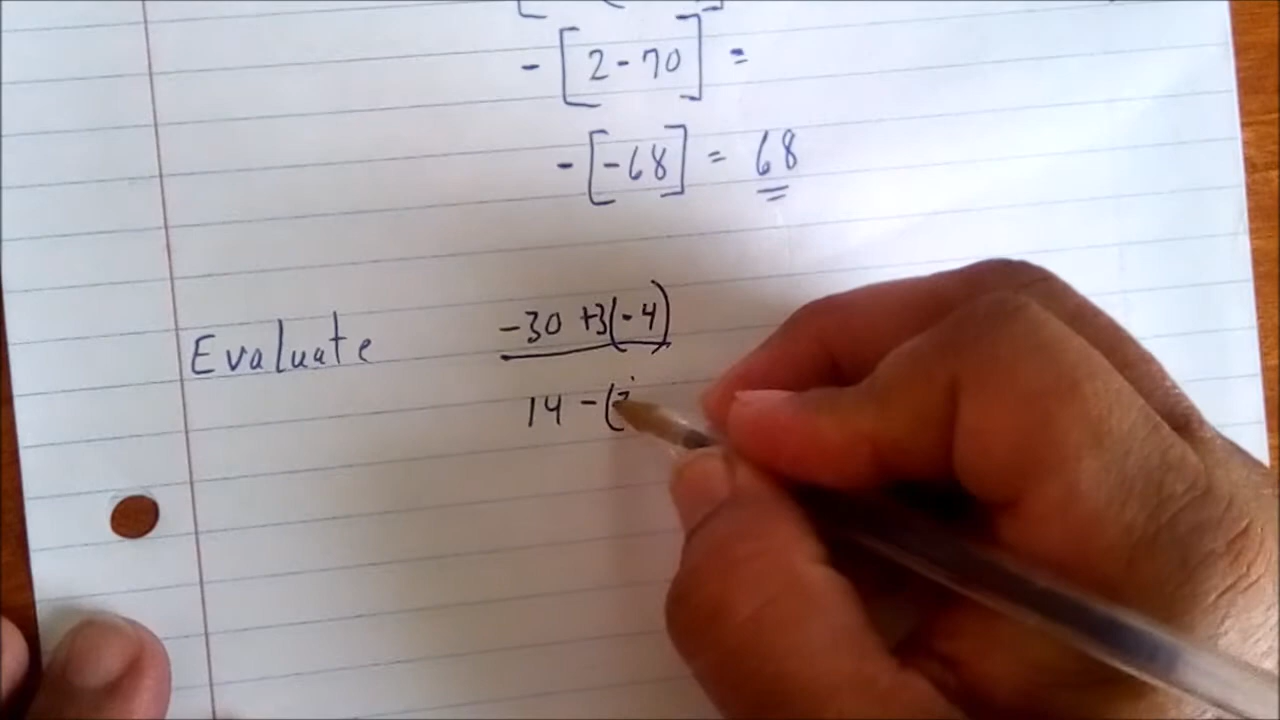 - [2 - 70] =
- [-68] = 68
Evaluate
-30 +3(-4)
14 - (